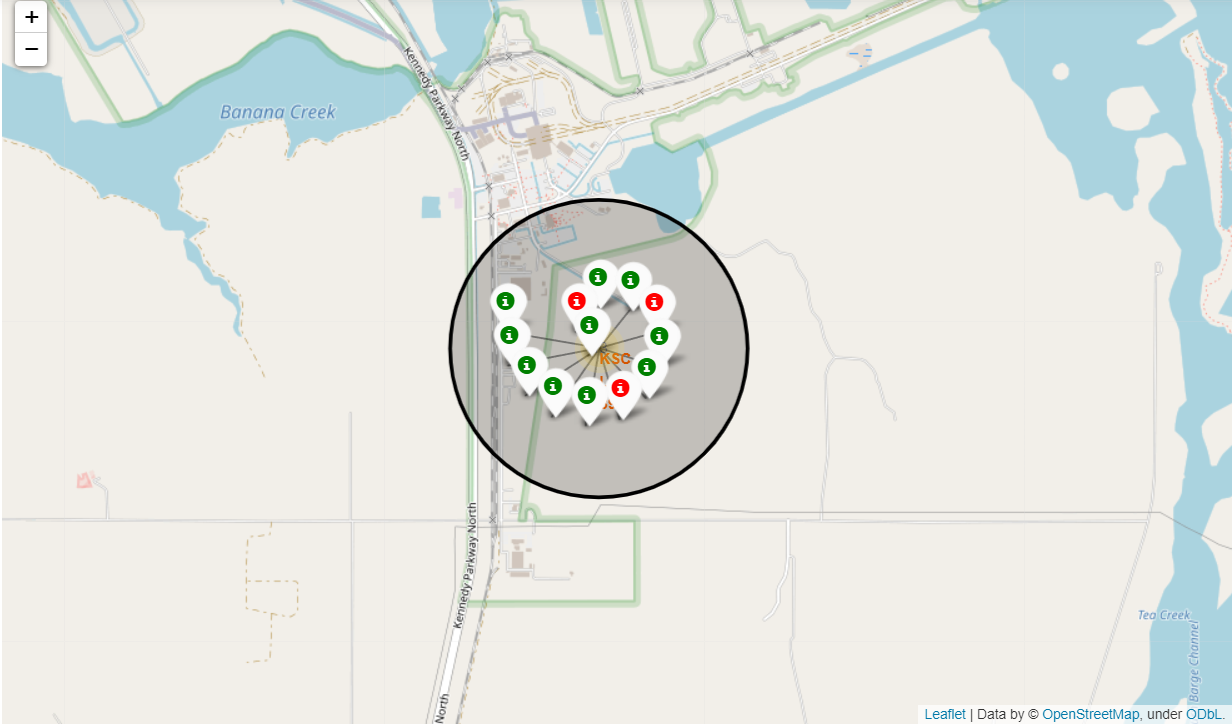 +
−
Kennedy Parkway North
Banana Creek
KSC
Kennedy Parkway North
North
Tea Creek
Barge Channel
Leaflet | Data by © OpenStreetMap, under ODbL.